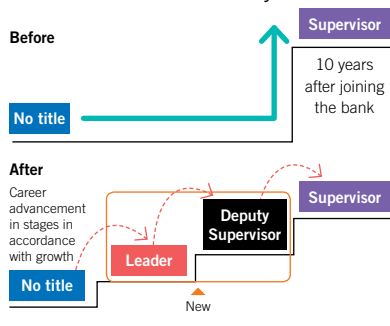 Before
Supervisor
10 years
after joining
the bank
No title
After
Career
advancement
in stages in
accordance
with growth
No title
Leader
Deputy
Supervisor
Supervisor
New